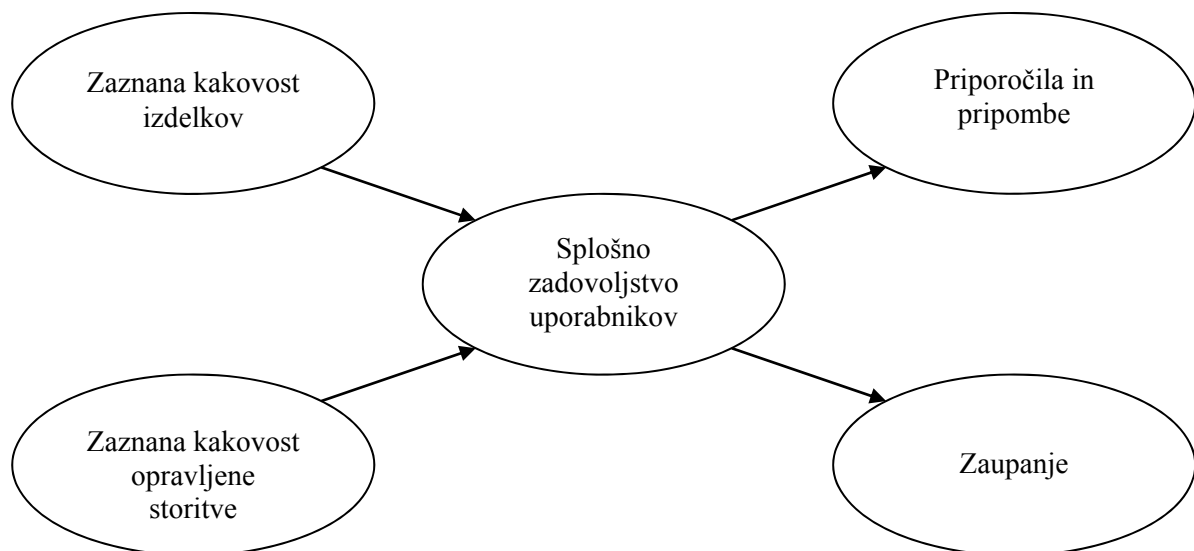 Zaznana kakovost
izdelkov
Priporočila in
pripombe
Splošno
zadovoljstvo
uporabnikov
Zaznana kakovost
opravljene
storitve
Zaupanje